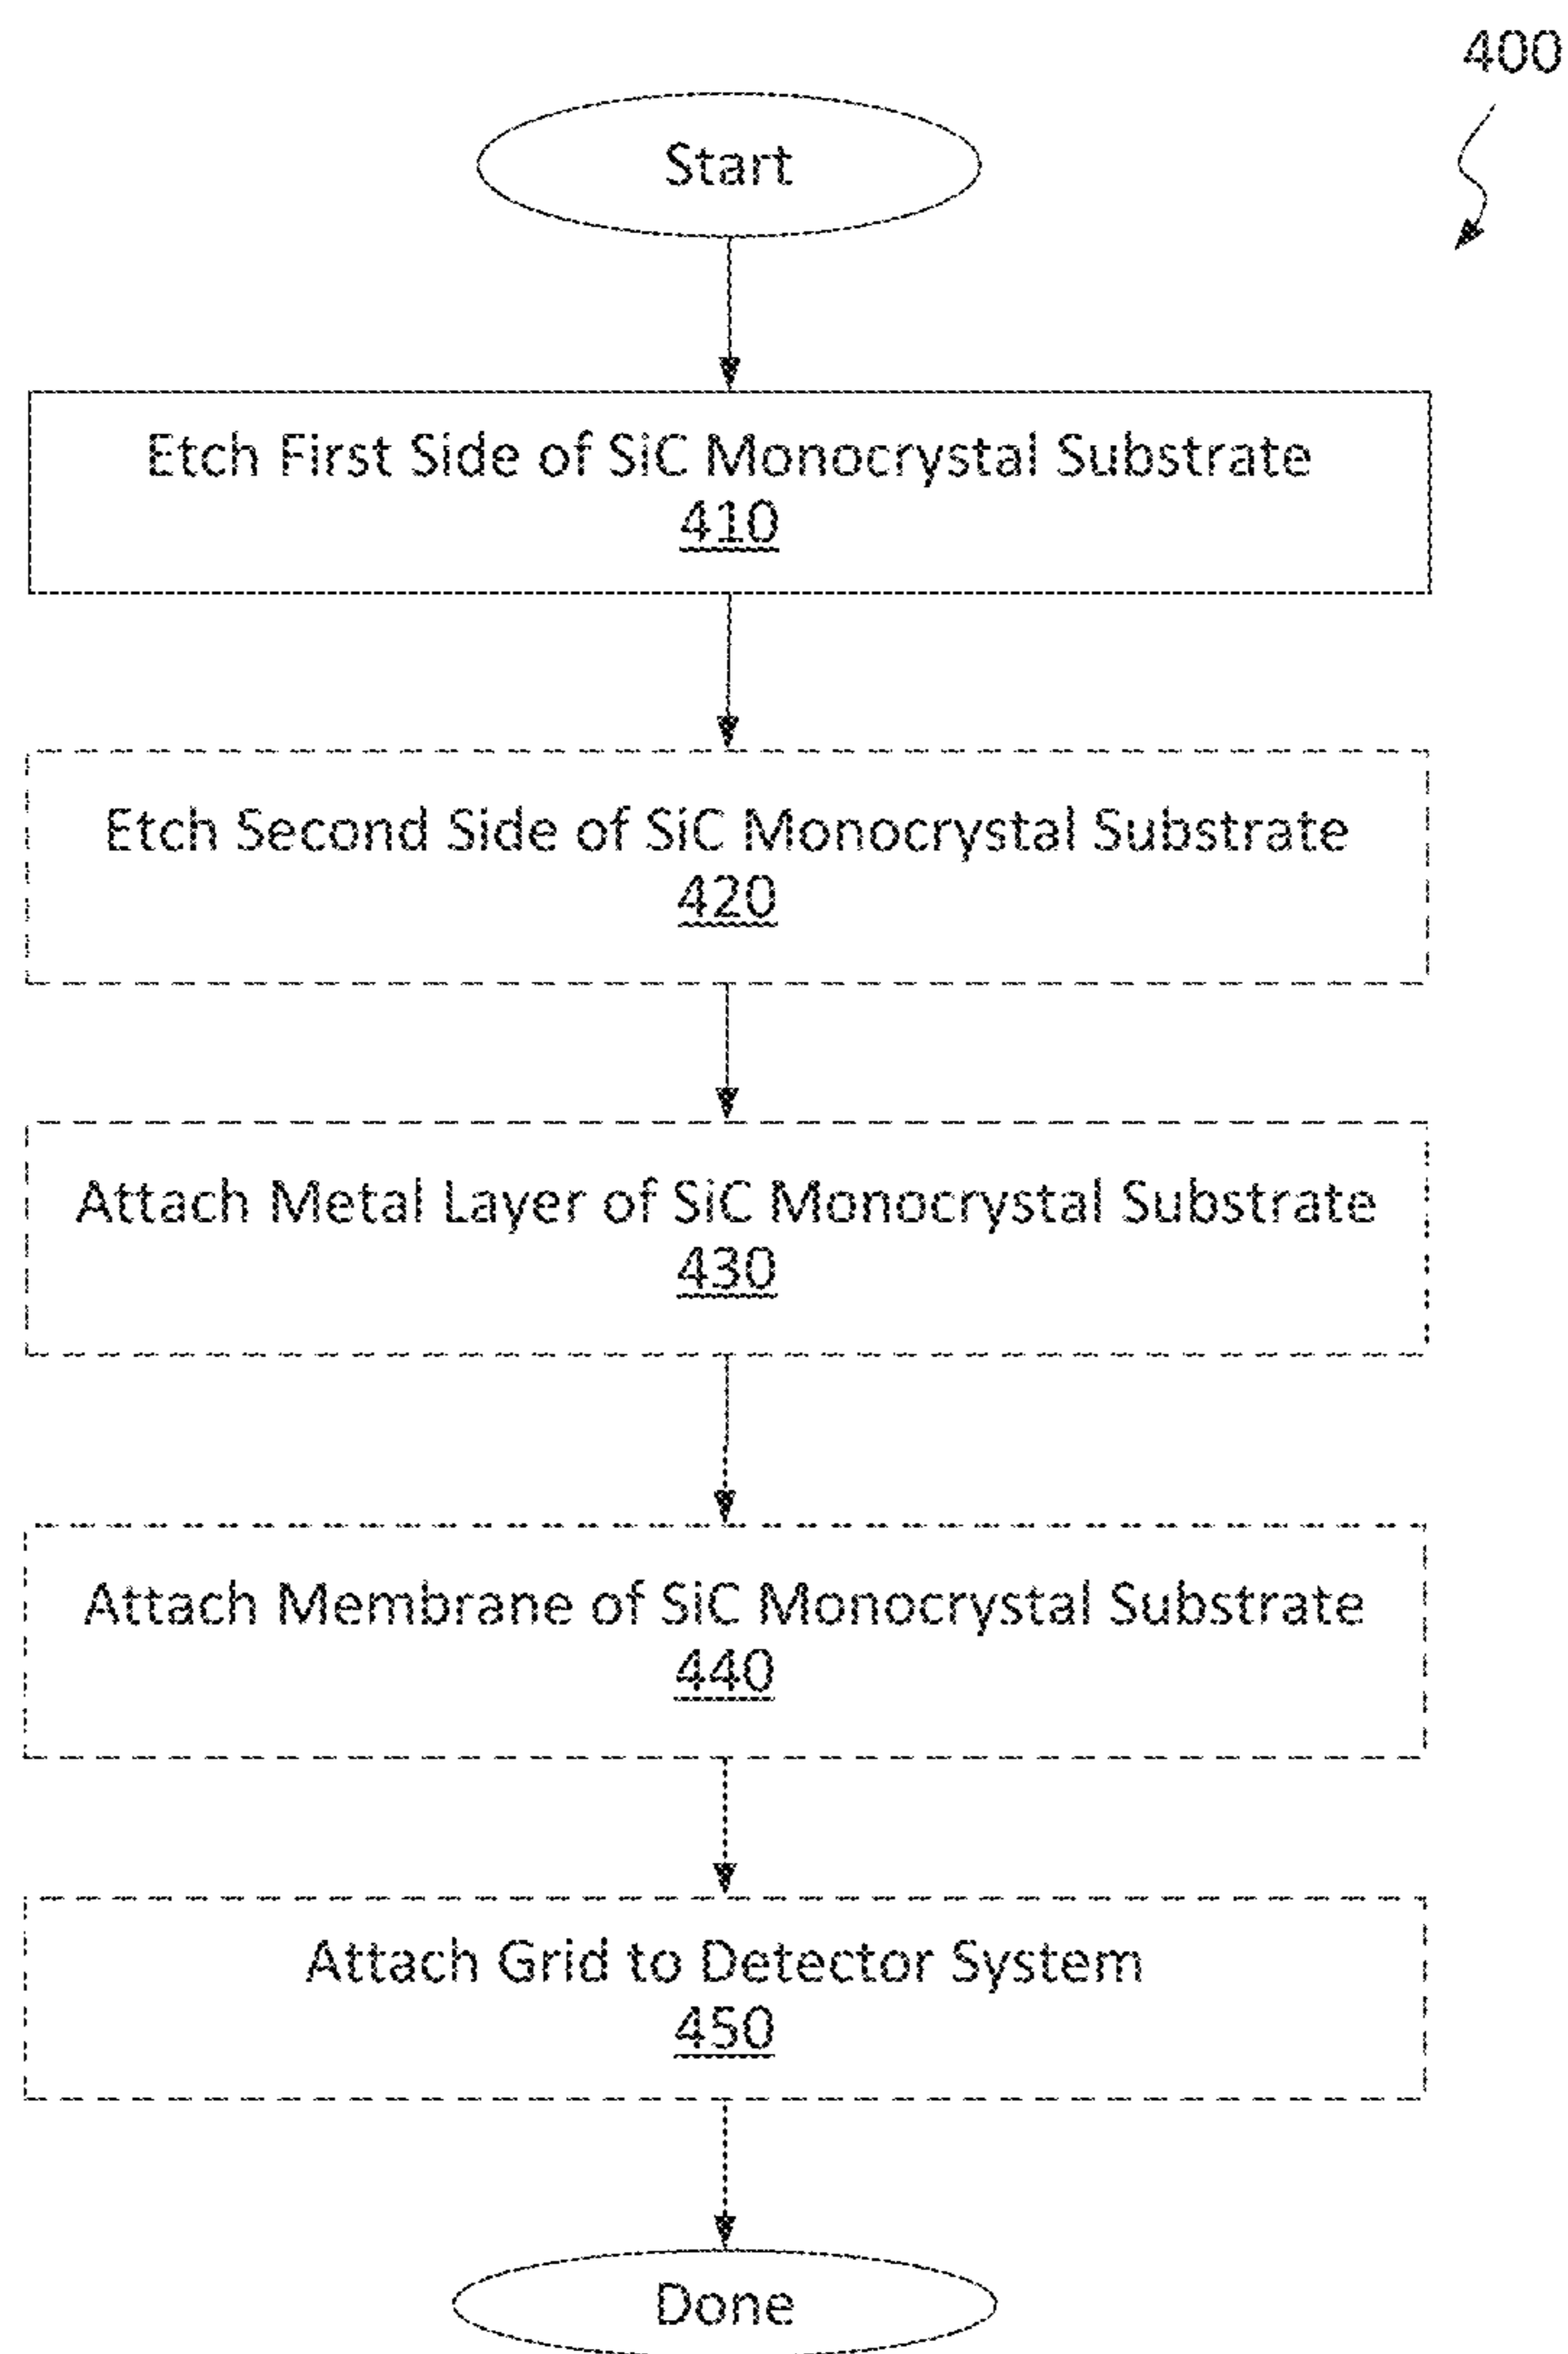 400
Start
Etch First Side of SiC Monocrystal Substrate
410
Etch Second Side of SiC Monocrystal Substrate
420
Attach Metal Layer of SiC Monocrystal Substrate
430
Attach Membrane of SiC Monocrystal Substrate
440
Attach Grid to Detector System
450
Done